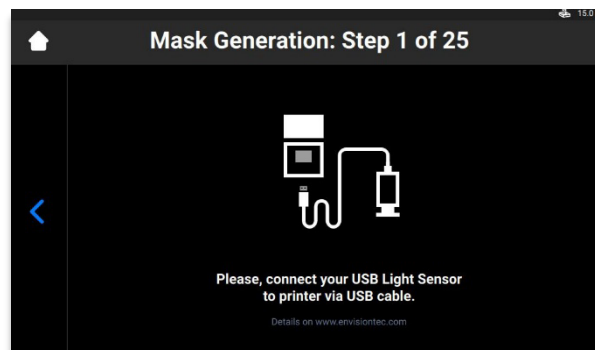 15.0
Mask Generation: Step 1 of 25
Please, connect your USB Light Sensor
to printer via USB cable.
Details on www.envisiontec.com